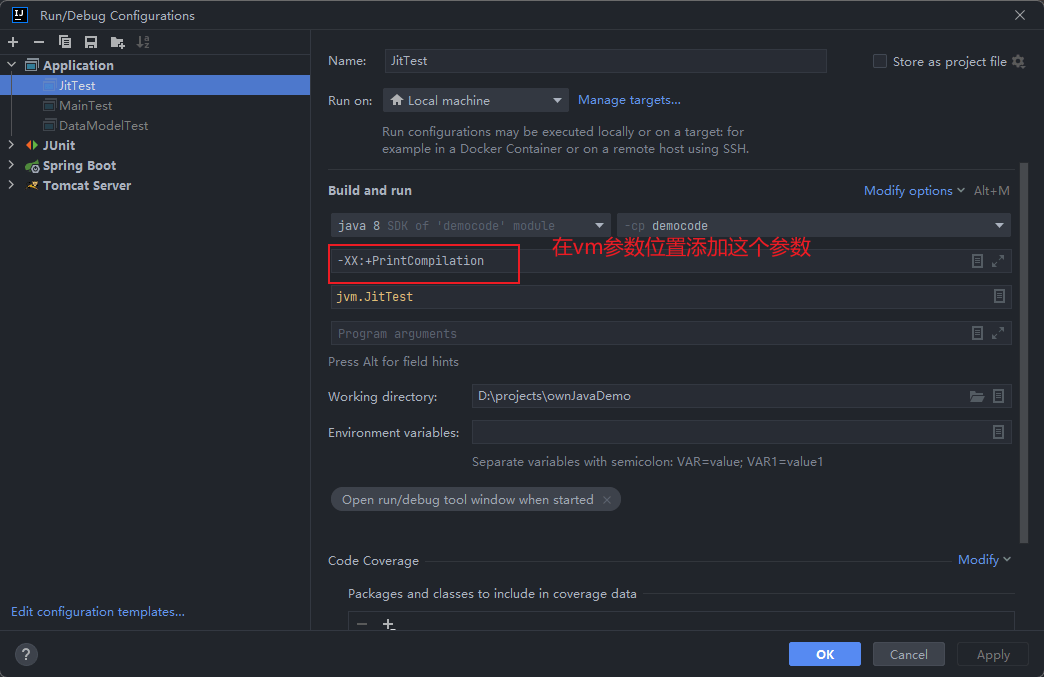 Run/Debug Configurations
Application
JitTest
MainTest
DataModelTest
JUnit
Spring Boot
Tomcat Server
Edit configuration templates...
Name: JitTest Store as project file
Run on: Local machine Manage targets...
Run configurations may be executed locally or on a target: for
example in a Docker Container or on a remote host using SSH.
Build and run Modify options Alt+M
java 8 SDK of 'democode' module -cp democode
在vm参数位置添加这个参数
-XX:+PrintCompilation
jvm.JitTest
Program arguments
Press Alt for field hints
Working directory: D:\projects\ownJavaDemo
Environment variables:
Separate variables with semicolon: VAR=value; VAR1=value1
Open run/debug tool window when started ×
Code Coverage Modify
Packages and classes to include in coverage data
? OK Cancel Apply